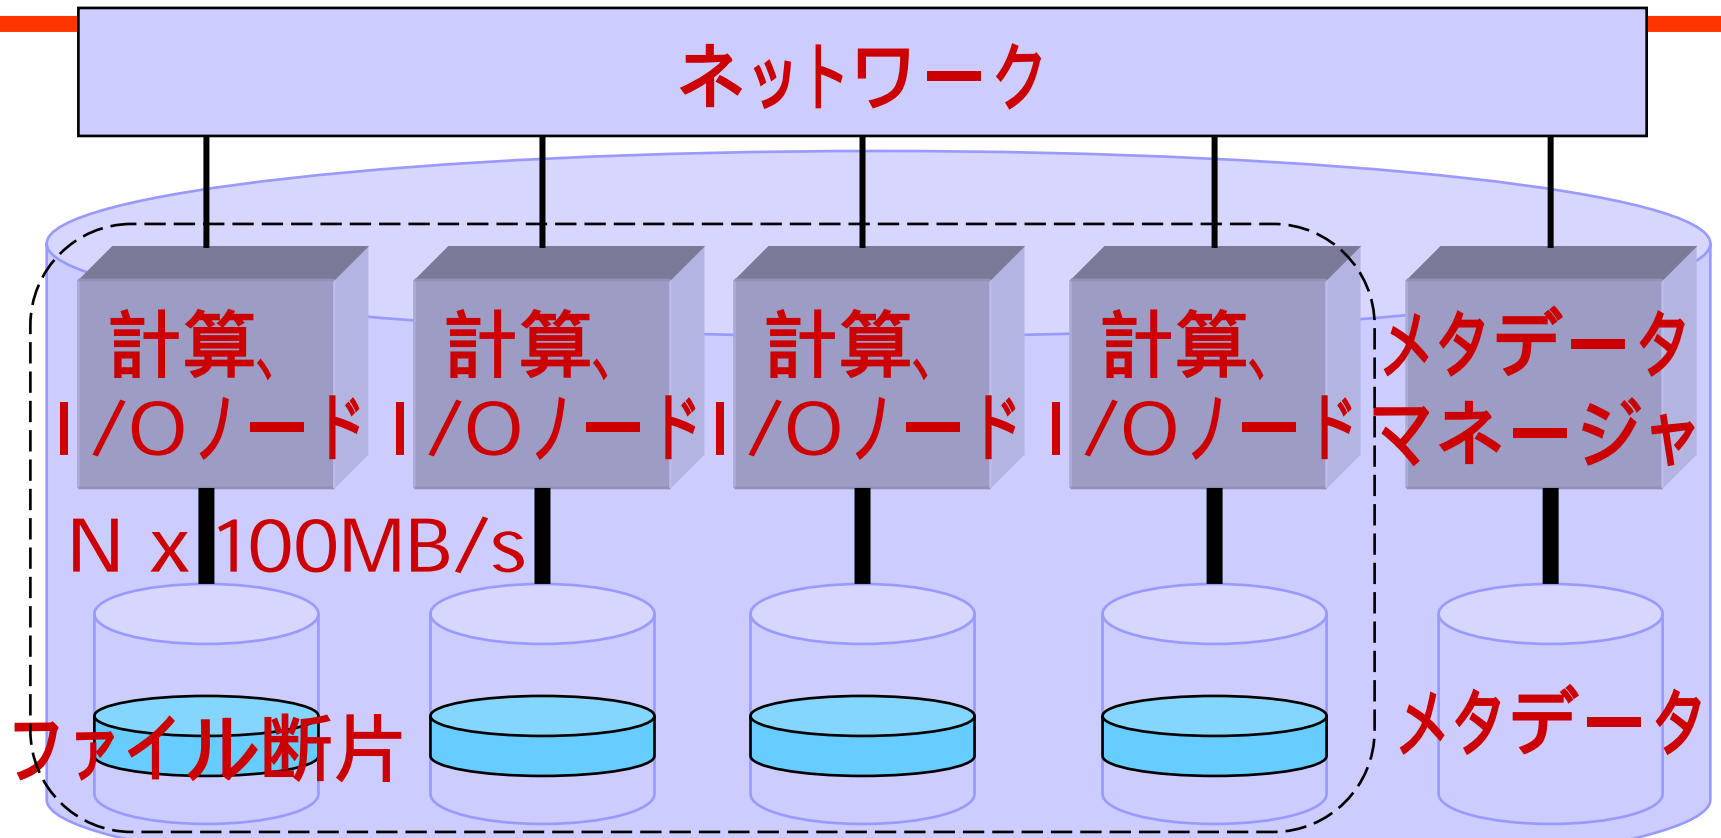 ネットワーク
計算、
I/Oノード
計算、
I/Oノード
計算、
I/Oノード
計算、
I/Oノード
メタデータ
マネージャ
N x 100MB/s
ファイル断片
メタデータ